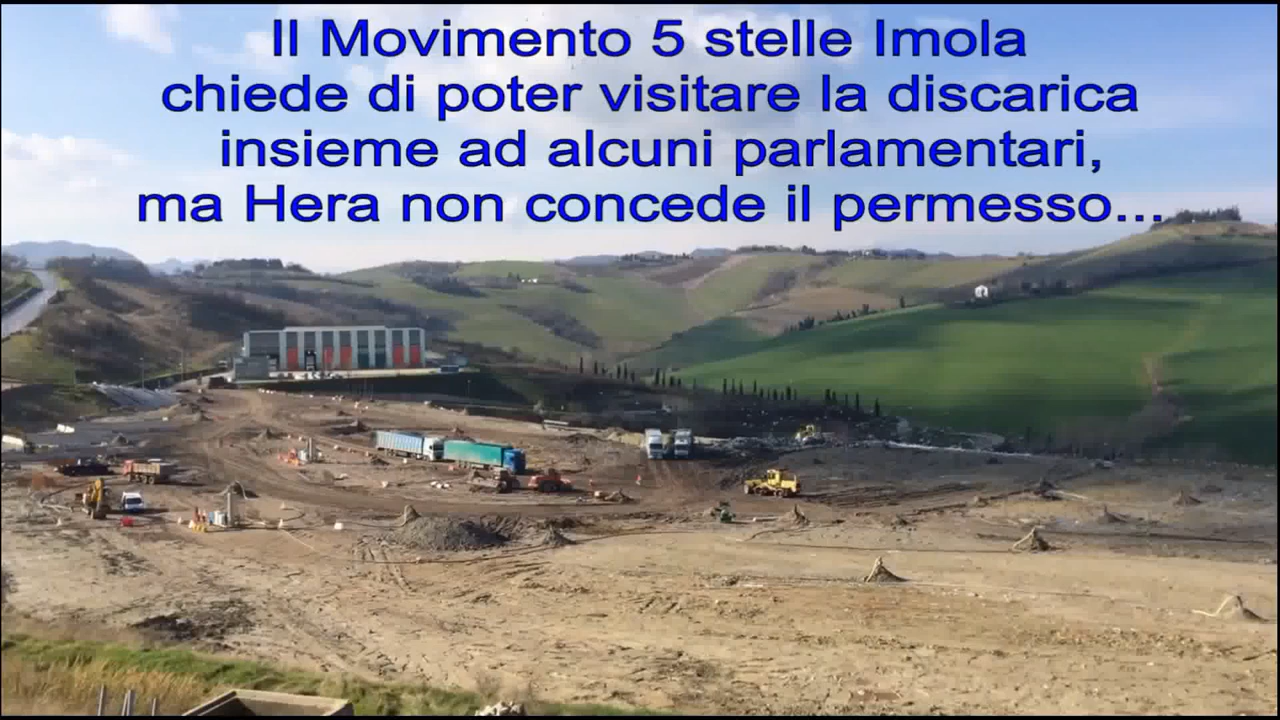 Il Movimento 5 stelle Imola
chiede di poter visitare la discarica
insieme ad alcuni parlamentari,
ma Hera non concede il permesso...